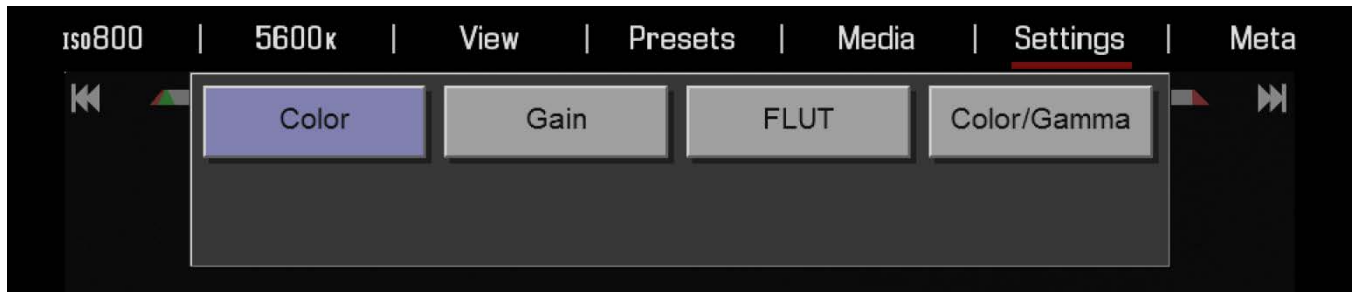 ISO800 | 5600K | View | Presets | Media | Settings | Meta
Color Gain FLUT Color/Gamma